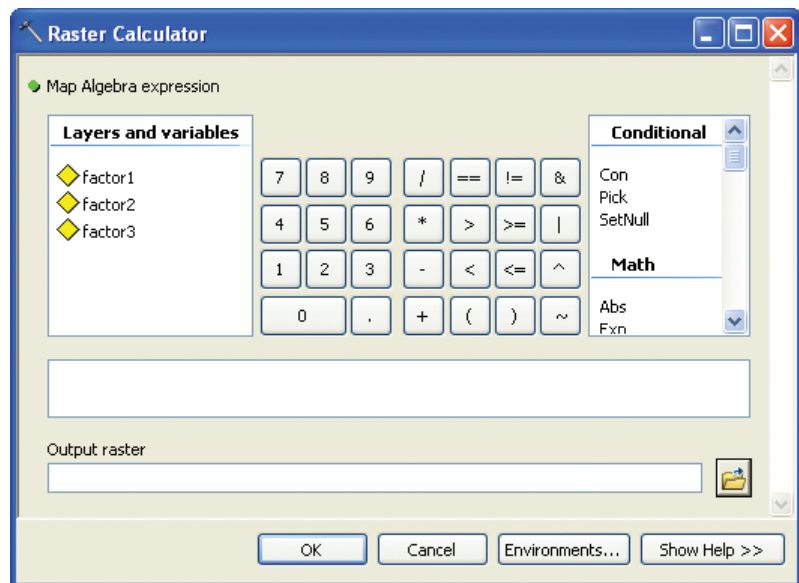 Raster Calculator
Map Algebra expression
Layers and variables
factor1
factor2
factor3
7 8 9 / == != &
4 5 6 * > >= |
1 2 3 - < <= ^
0 . + ( ) ~
Conditional
Con
Pick
SetNull
Math
Abs
Exp
Output raster
OK Cancel Environments... Show Help >>